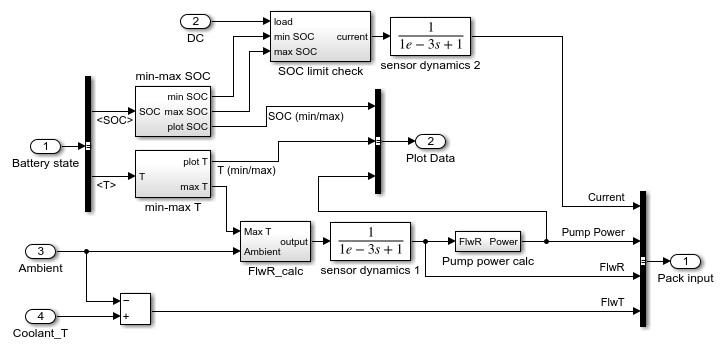 2
DC
load
min SOC
max SOC
current
SOC limit check
1
1e − 3s + 1
sensor dynamics 2
min-max SOC
SOC
min SOC
max SOC
plot SOC
<SOC>
SOC (min/max)
1
Battery state
2
Plot Data
<T>
T
plot T
max T
min-max T
T (min/max)
Current
Max T
Ambient
output
FlwR_calc
1
1e − 3s + 1
sensor dynamics 1
FlwR
Power
Pump power calc
Pump Power
3
Ambient
FlwR
1
Pack input
−
+
FlwT
4
Coolant_T